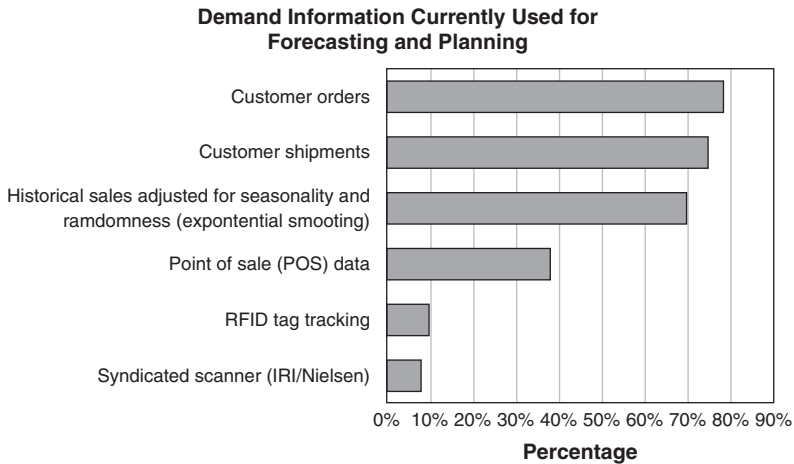 Demand Information Currently Used for
Forecasting and Planning
Customer orders
Customer shipments
Historical sales adjusted for seasonality and
ramdomness (expontential smooting)
Point of sale (POS) data
RFID tag tracking
Syndicated scanner (IRI/Nielsen)
0% 10% 20% 30% 40% 50% 60% 70% 80% 90%
Percentage